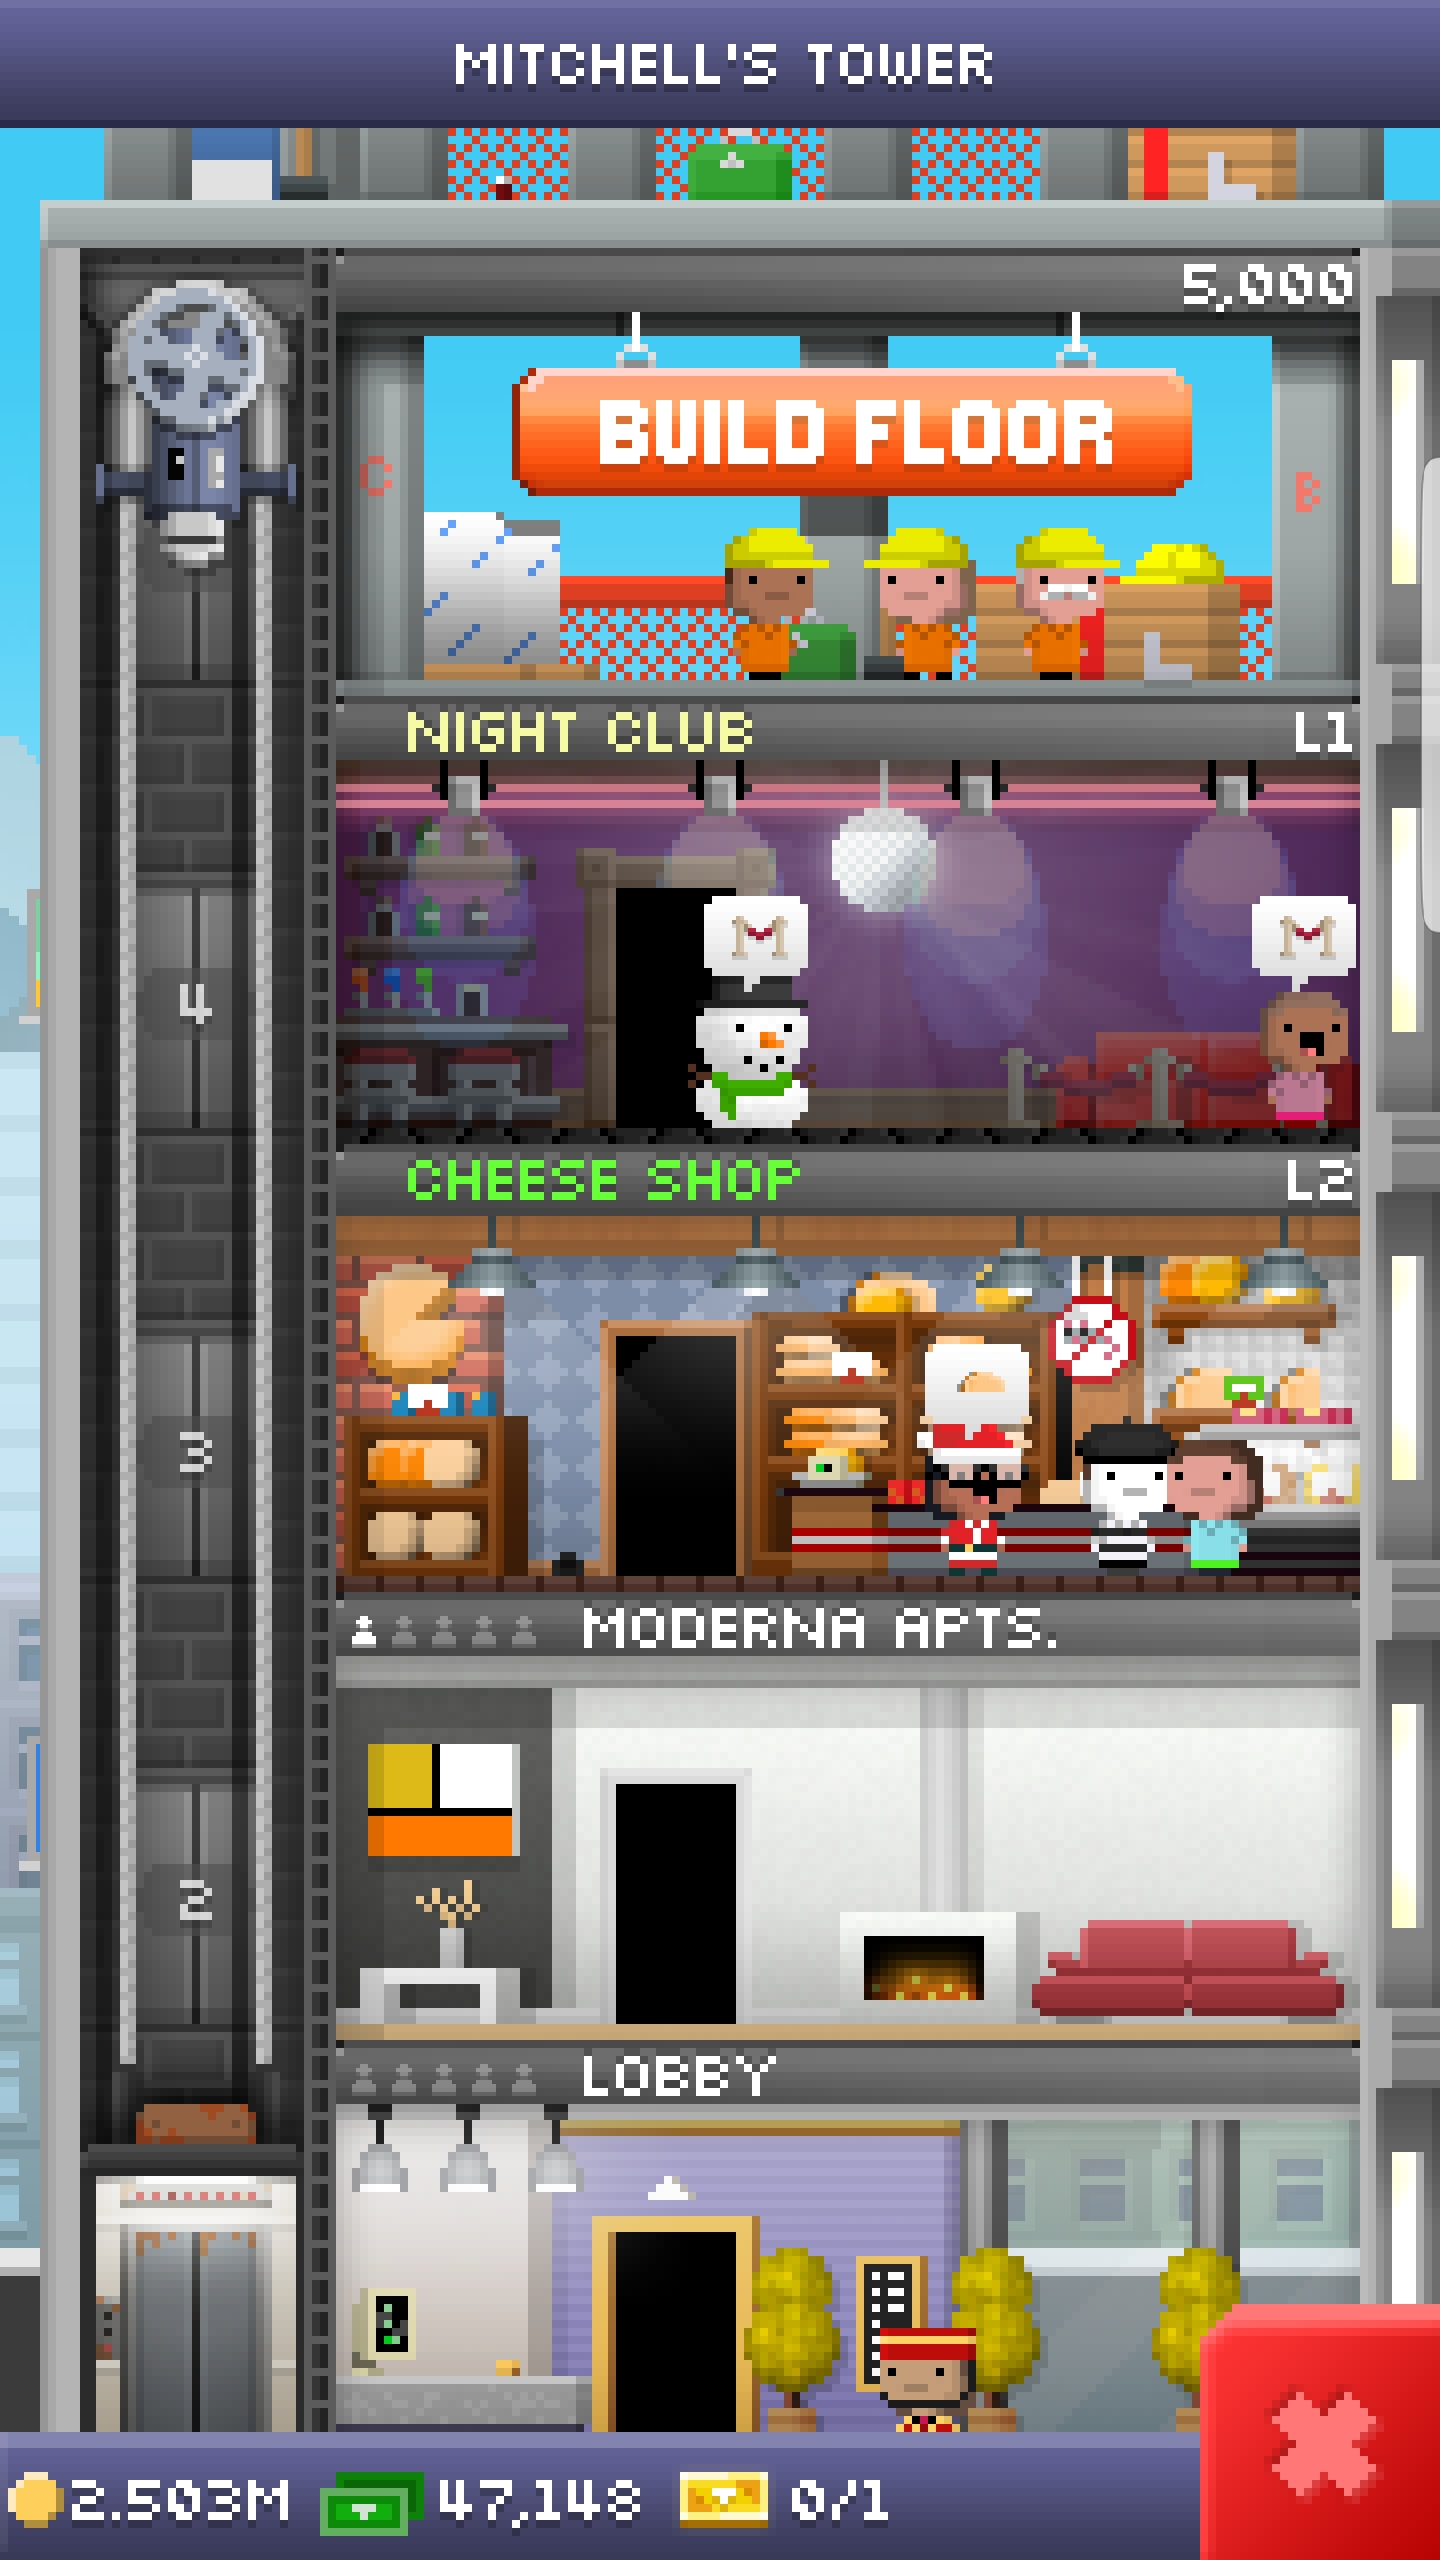 MITCHELL'S TOWER
5,000
BUILD FLOOR
C
B
NIGHT CLUB L1
M M
4
CHEESE SHOP L2
3
MODERNA APTS.
2
LOBBY
2.503M 47,148 0/1